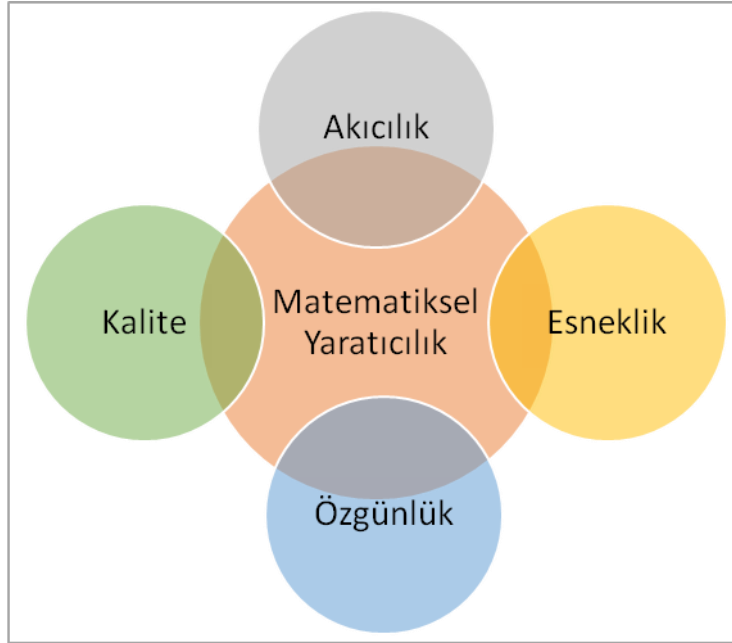 Akıcılık
Kalite
Matematiksel
Yaratıcılık
Esneklik
Özgünlük